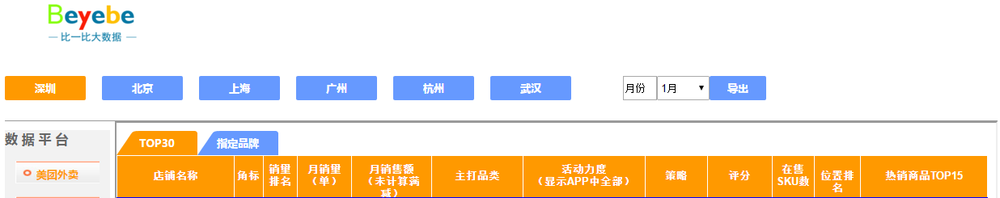 Beyebe
— 比一比大数据 —
深圳 北京 上海 广州 杭州 武汉 月份 1月 导出
数据平台
TOP30 指定品牌
美团外卖
店铺名称
角标
销量
排名
月销量
（单）
月销售额
（未计算满
减）
主打品类
活动力度
（显示APP中全部）
策略
评分
在售
SKU数
位置排
名
热销商品TOP15